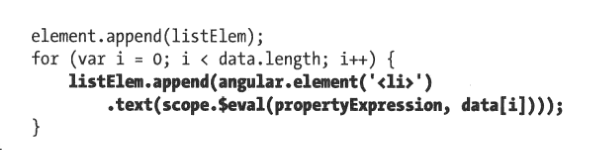 element.append(listElem);
for (var i = 0; i < data.length; i++) {
    listElem.append(angular.element('<li>')
        .text(scope.$eval(propertyExpression, data[i])));
}